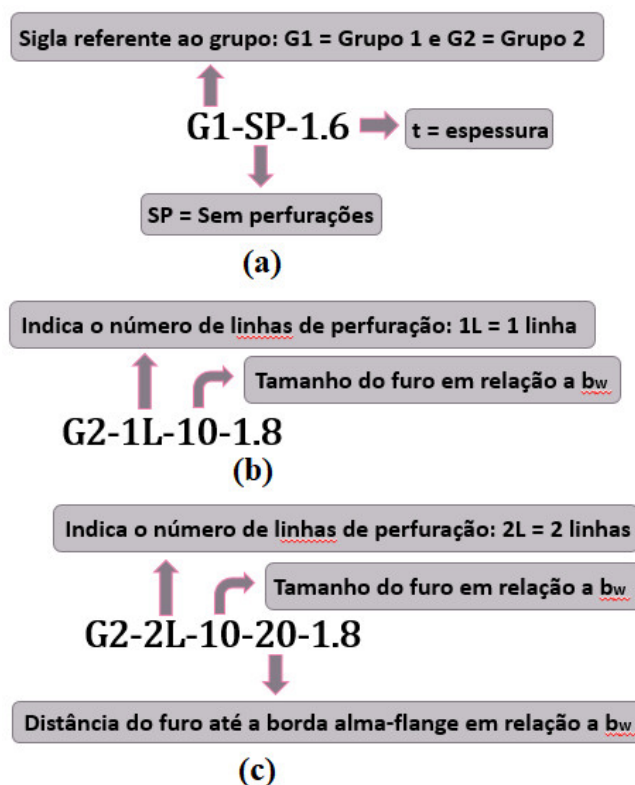 Sigla referente ao grupo: G1 = Grupo 1 e G2 = Grupo 2
G1-SP-1.6
t = espessura
SP = Sem perfurações
(a)
Indica o número de linhas de perfuração: 1L = 1 linha
Tamanho do furo em relação a bw
G2-1L-10-1.8
(b)
Indica o número de linhas de perfuração: 2L = 2 linhas
Tamanho do furo em relação a bw
G2-2L-10-20-1.8
Distância do furo até a borda alma-flange em relação a bw
(c)